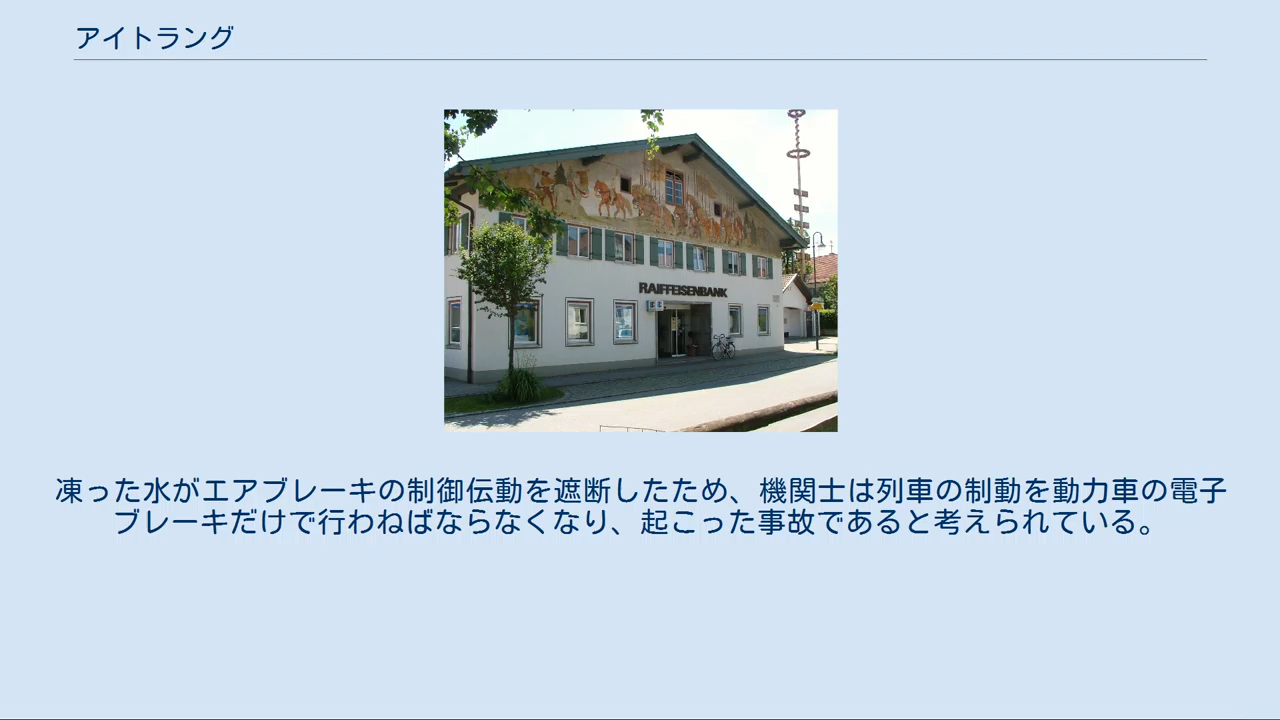 アイトラング
RAIFFEISENBANK
凍った水がエアブレーキの制御伝動を遮断したため、機関士は列車の制動を動力車の電子
ブレーキだけで行わねばならなくなり、起こった事故であると考えられている。